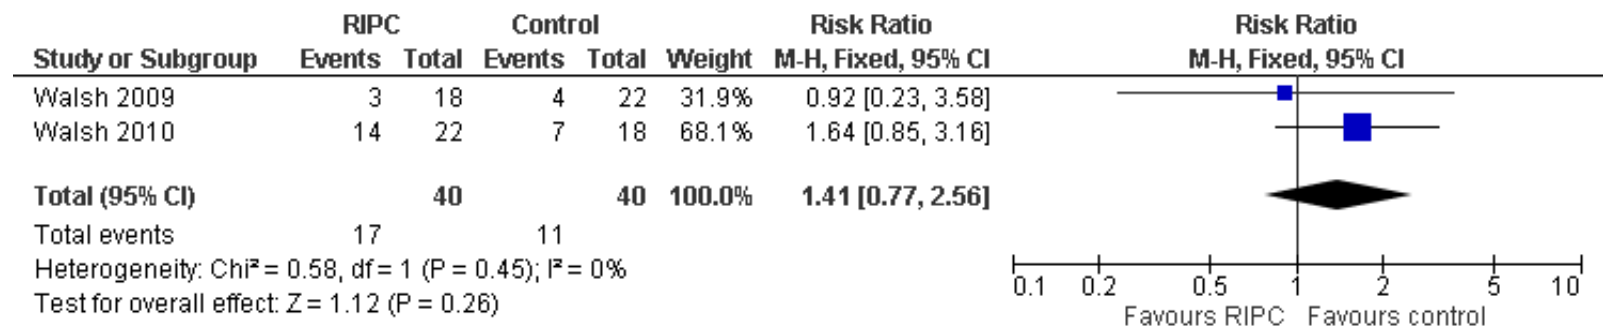 RIPC Control Risk Ratio Risk Ratio
Study or Subgroup Events Total Events Total Weight M-H, Fixed, 95% CI M-H, Fixed, 95% CI
Walsh 2009 3 18 4 22 31.9% 0.92 [0.23, 3.58]
Walsh 2010 14 22 7 18 68.1% 1.64 [0.85, 3.16]
Total (95% CI) 40 40 100.0% 1.41 [0.77, 2.56]
Total events 17 11
Heterogeneity: Chi² = 0.58, df = 1 (P = 0.45); I² = 0%
Test for overall effect: Z = 1.12 (P = 0.26)
0.1 0.2 0.5 1 2 5 10
Favours RIPC Favours control